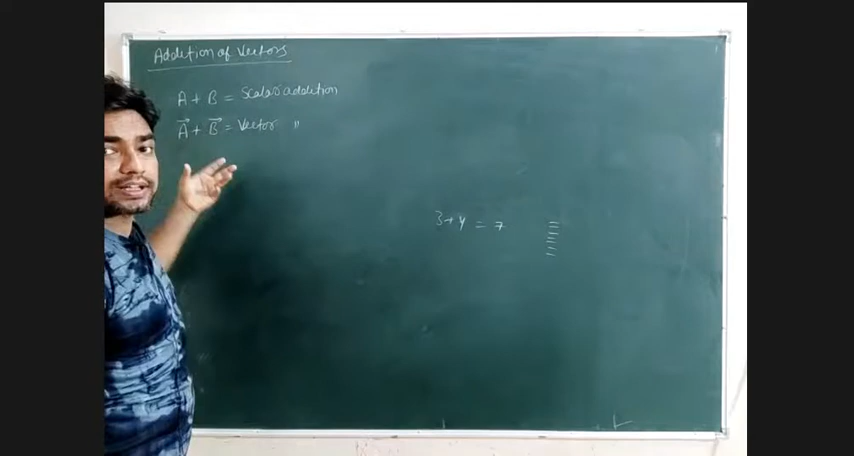 Addition of Vectors
A + B = Scalar addition
A⃗ + B⃗ = Vector "
3+4 = 7